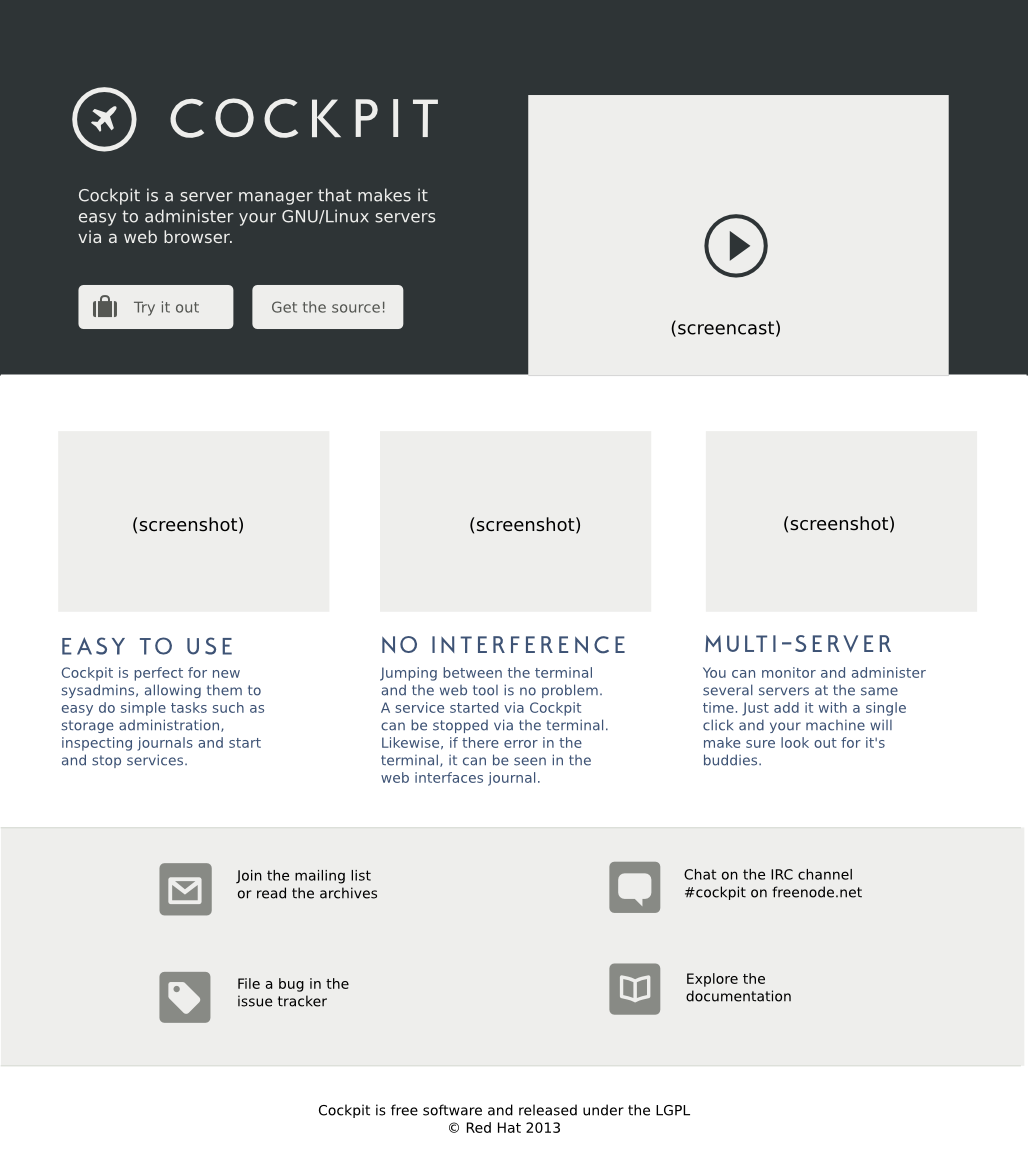 COCKPIT
Cockpit is a server manager that makes it
easy to administer your GNU/Linux servers
via a web browser.
Try it out
Get the source!
(screencast)
(screenshot)
(screenshot)
(screenshot)
EASY TO USE
Cockpit is perfect for new
sysadmins, allowing them to
easy do simple tasks such as
storage administration,
inspecting journals and start
and stop services.
NO INTERFERENCE
Jumping between the terminal
and the web tool is no problem.
A service started via Cockpit
can be stopped via the terminal.
Likewise, if there error in the
terminal, it can be seen in the
web interfaces journal.
MULTI-SERVER
You can monitor and administer
several servers at the same
time. Just add it with a single
click and your machine will
make sure look out for it's
buddies.
Join the mailing list
or read the archives
Chat on the IRC channel
#cockpit on freenode.net
File a bug in the
issue tracker
Explore the
documentation
Cockpit is free software and released under the LGPL
© Red Hat 2013